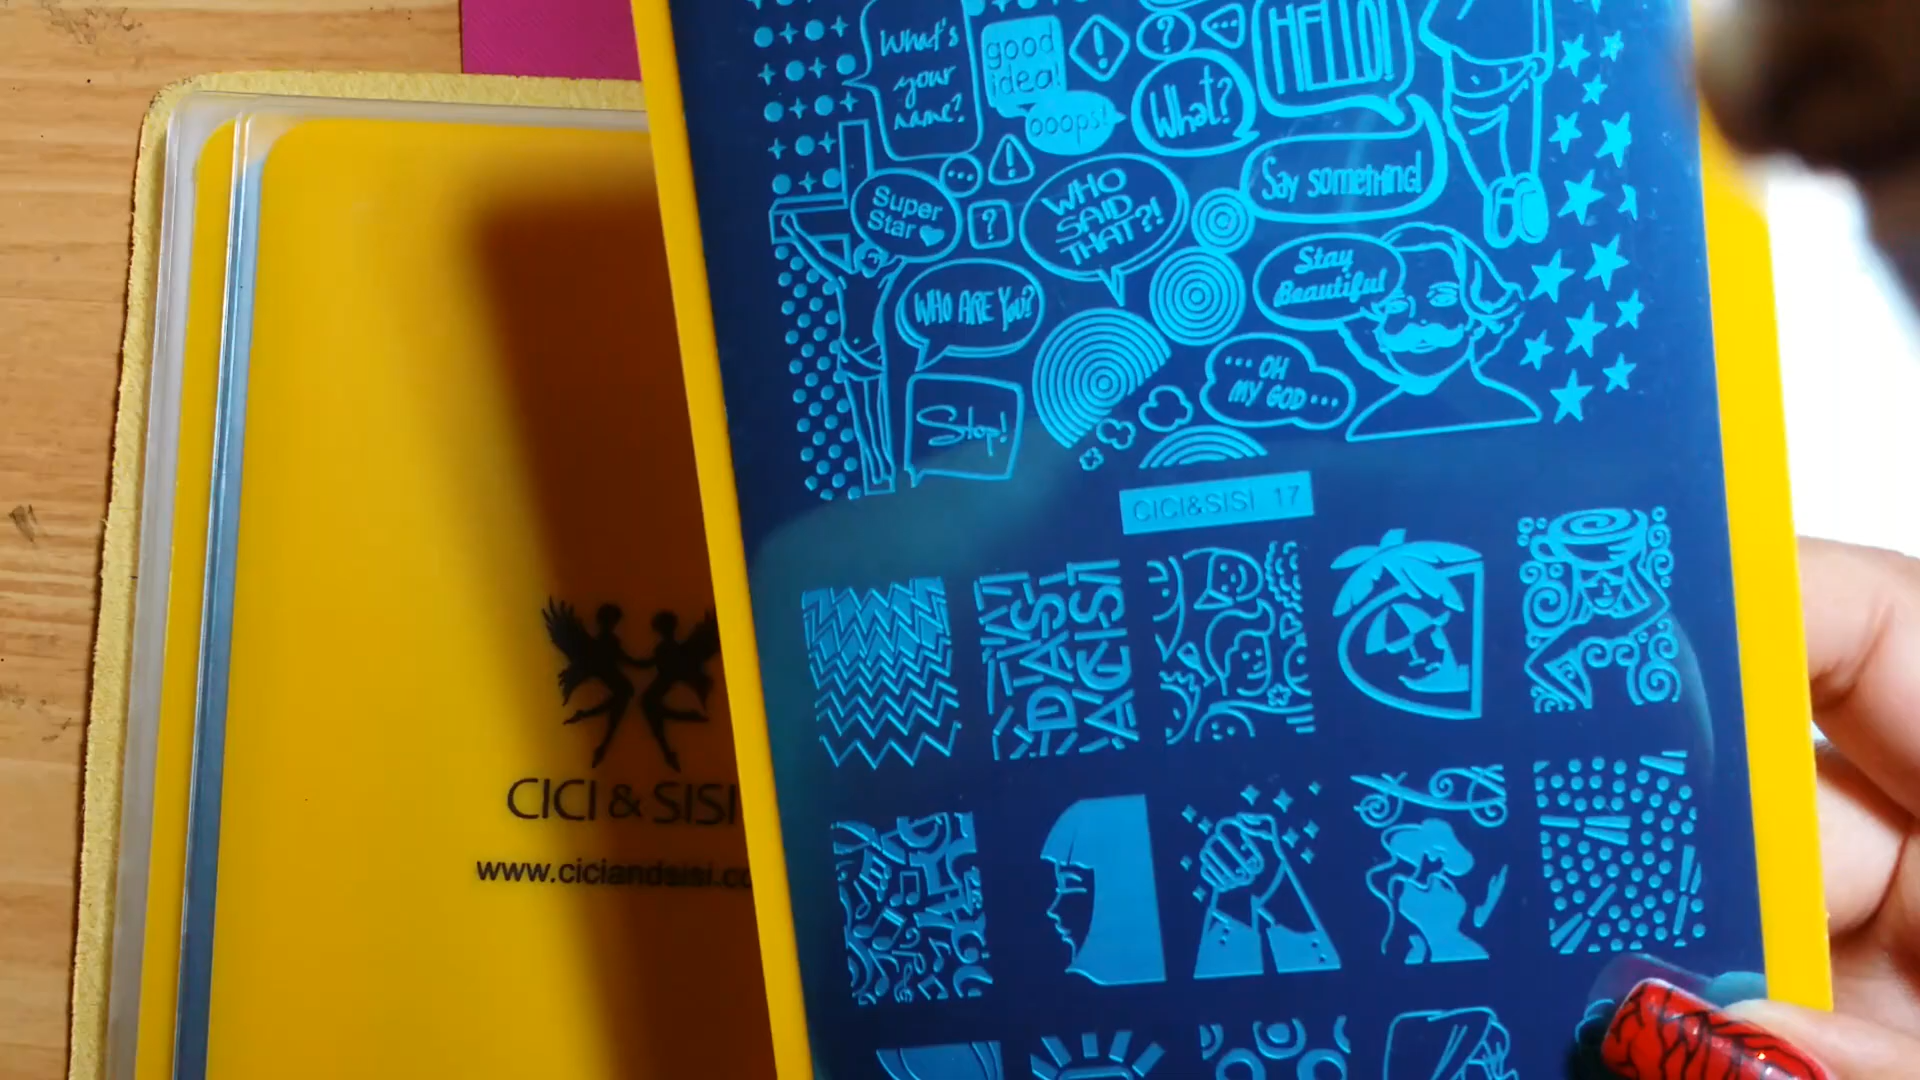 What's
your
name?
good
idea!
!
?
...
HELLO!
ooops!
What?
...
!
Say something!
Super
Star
?
WHO
SAID
THAT?!
Stay
Beautiful
WHO ARE You?
... OH
MY GOD ...
Stop!
CICI&SISI 17
CICI & SISI
www.ciciandsisi.co